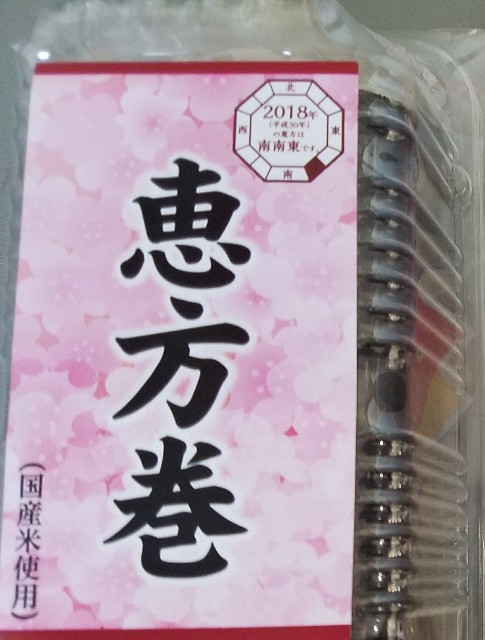 北
東
南
西
2018年
(平成30年)
の恵方は
南南東です。
恵方巻
(国産米使用)